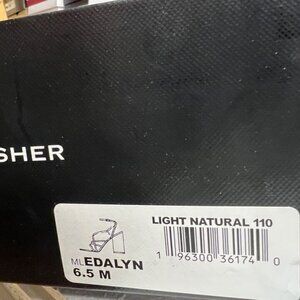 SHER
LIGHT NATURAL 110
MLEDALYN
6.5 M
1 96300 36174 0